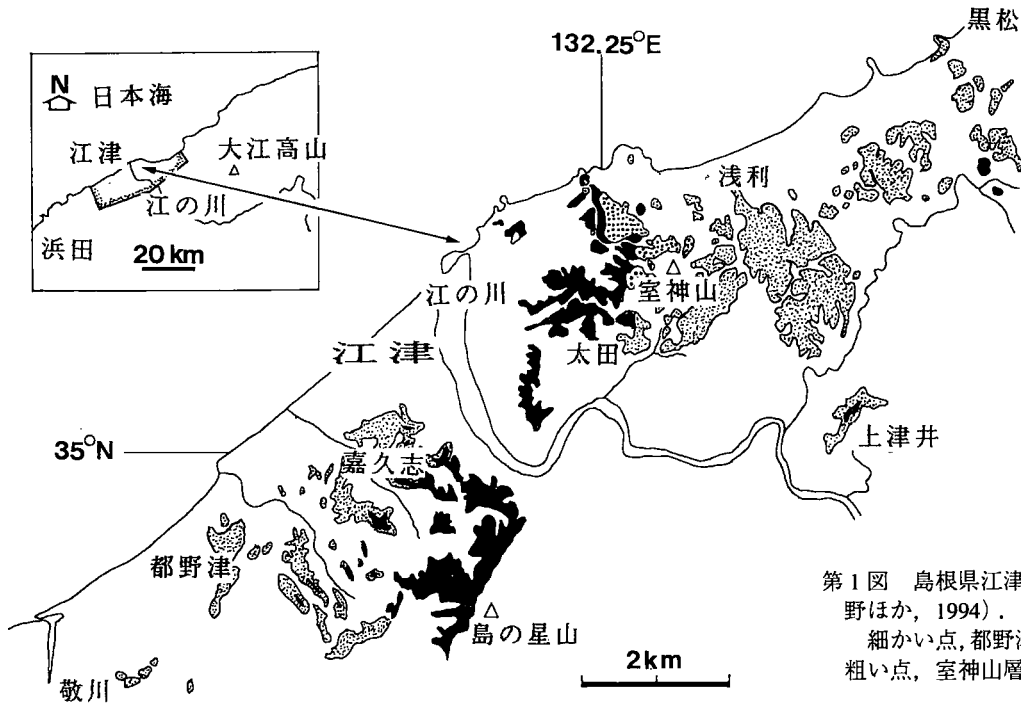 黒松
132.25°E
N
日本海
江津
大江高山
江の川
浜田
20km
浅利
室神山
江の川
江津
太田
上津井
35°N
嘉久志
都野津
島の星山
2km
敬川
第1図 島根県江津
野ほか, 1994).
細かい点, 都野津
粗い点, 室神山層